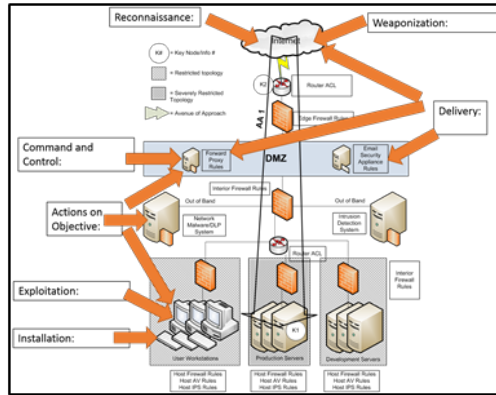 Reconnaissance:
Weaponization:
Internet
K# = Key Node/Info #
= Restricted topology
= Severely Restricted
Topology
= Avenue of Approach
K2
Router ACL
AA 1
Edge Firewall Rules
Delivery:
Command and
Control:
Forward
Proxy
Rules
DMZ
Email
Security
Appliance
Rules
Interior Firewall Rules
Actions on
Objective:
Out of Band
Out of Band
Network
Malware/DLP
System
Intrusion
Detection
System
Router ACL
Interior
Firewall
Rules
Exploitation:
Installation:
K1
User Workstations
Production Servers
Development Servers
Host Firewall Rules
Host AV Rules
Host IPS Rules
Host Firewall Rules
Host AV Rules
Host IPS Rules
Host Firewall Rules
Host AV Rules
Host IPS Rules